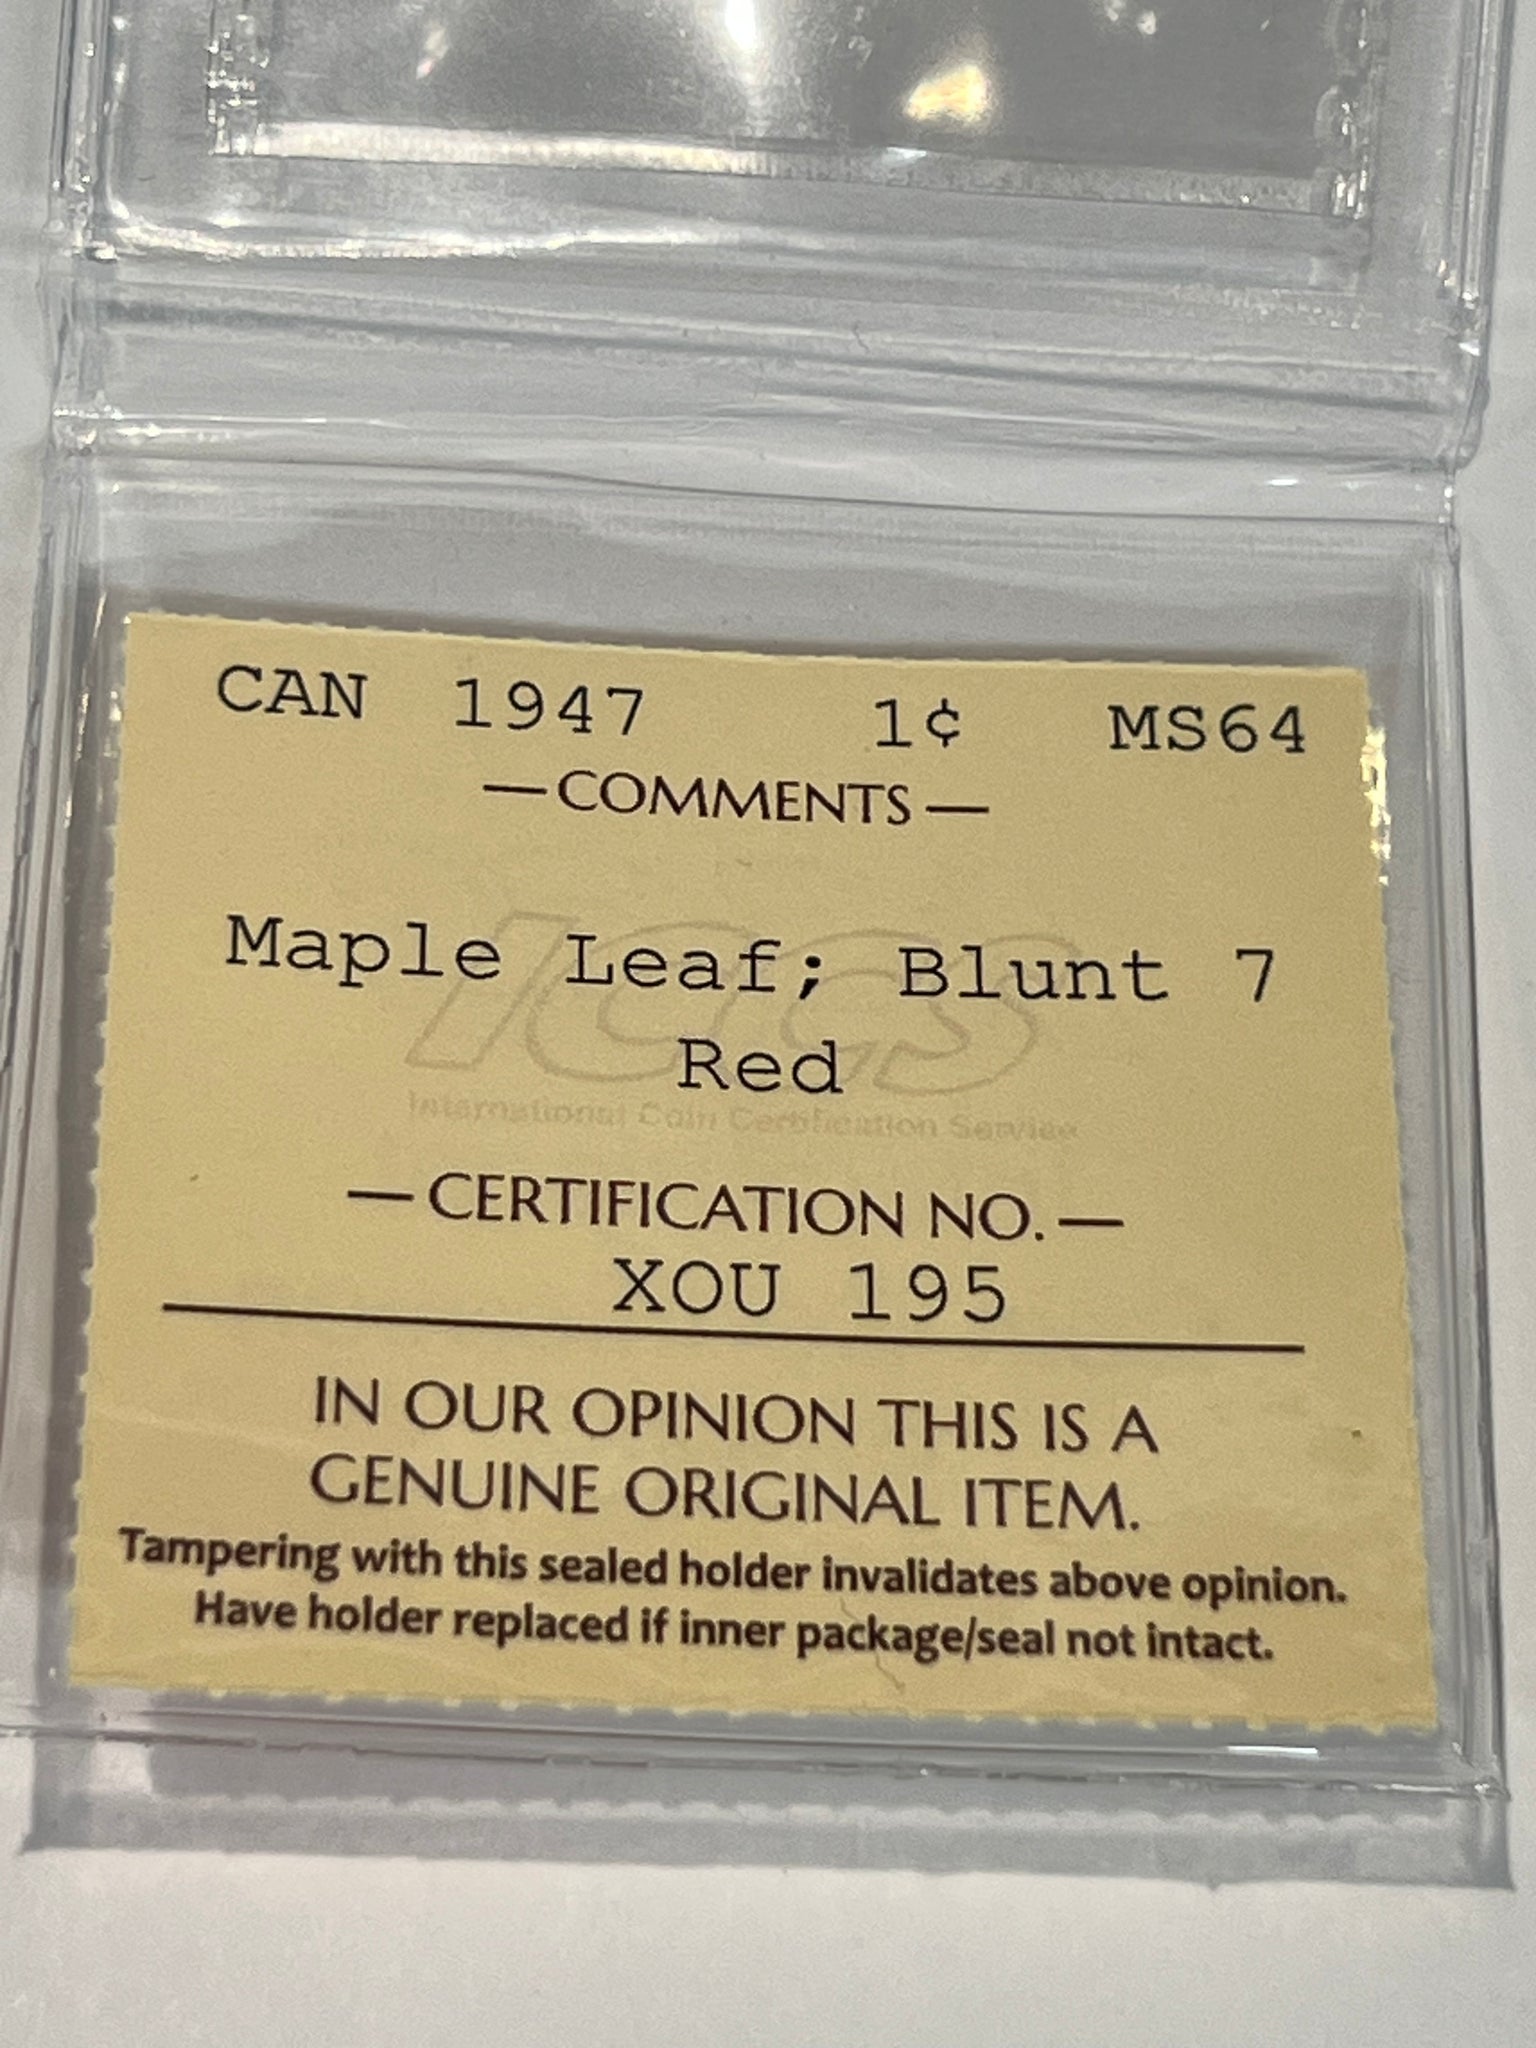 CAN 1947 1¢ MS64
— COMMENTS —
Maple Leaf; Blunt 7
Red
ICCS
International Coin Certification Service
— CERTIFICATION NO. —
XOU 195
IN OUR OPINION THIS IS A
GENUINE ORIGINAL ITEM.
Tampering with this sealed holder invalidates above opinion.
Have holder replaced if inner package/seal not intact.